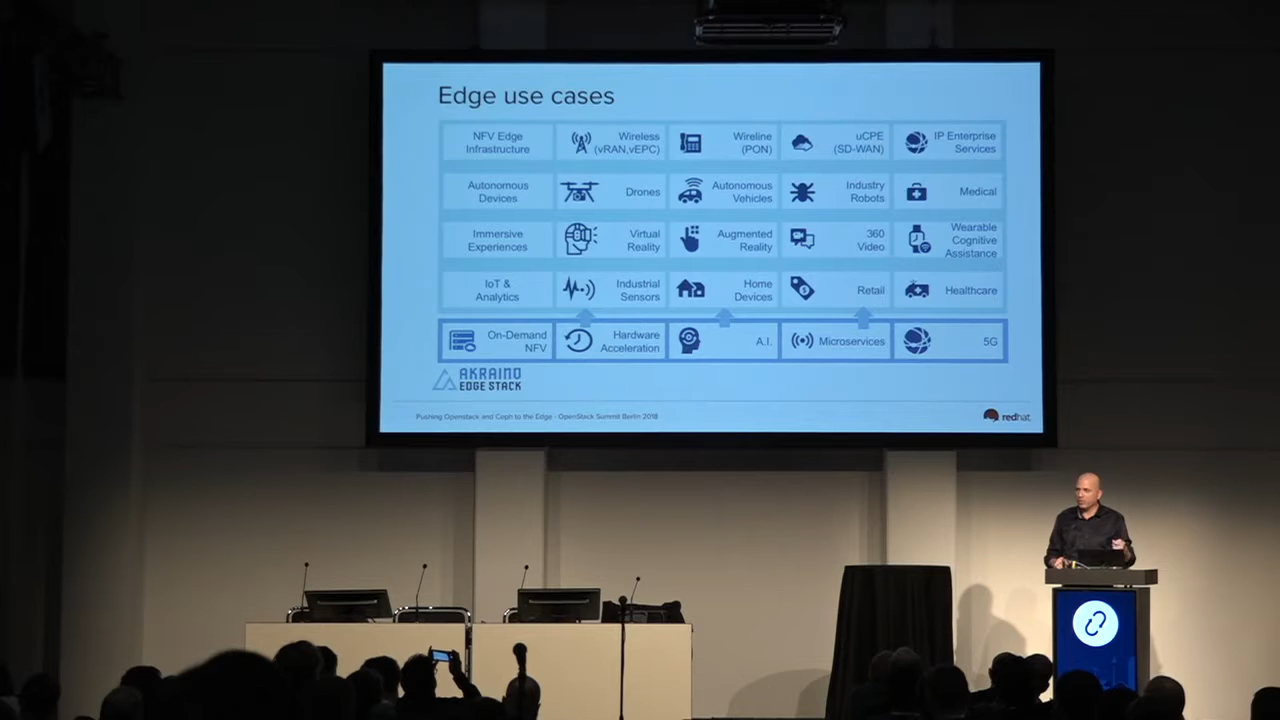 Edge use cases
NFV Edge
Infrastructure
Wireless
(vRAN,vEPC)
Wireline
(PON)
uCPE
(SD-WAN)
IP Enterprise
Services
Autonomous
Devices
Drones
Autonomous
Vehicles
Industry
Robots
Medical
Immersive
Experiences
Virtual
Reality
Augmented
Reality
360
Video
Wearable
Cognitive
Assistance
IoT &
Analytics
Industrial
Sensors
Home
Devices
Retail
Healthcare
On-Demand
NFV
Hardware
Acceleration
A.I.
Microservices
5G
AKRAINO
EDGE STACK
Pushing Openstack and Ceph to the Edge - OpenStack Summit Berlin 2018
redhat.